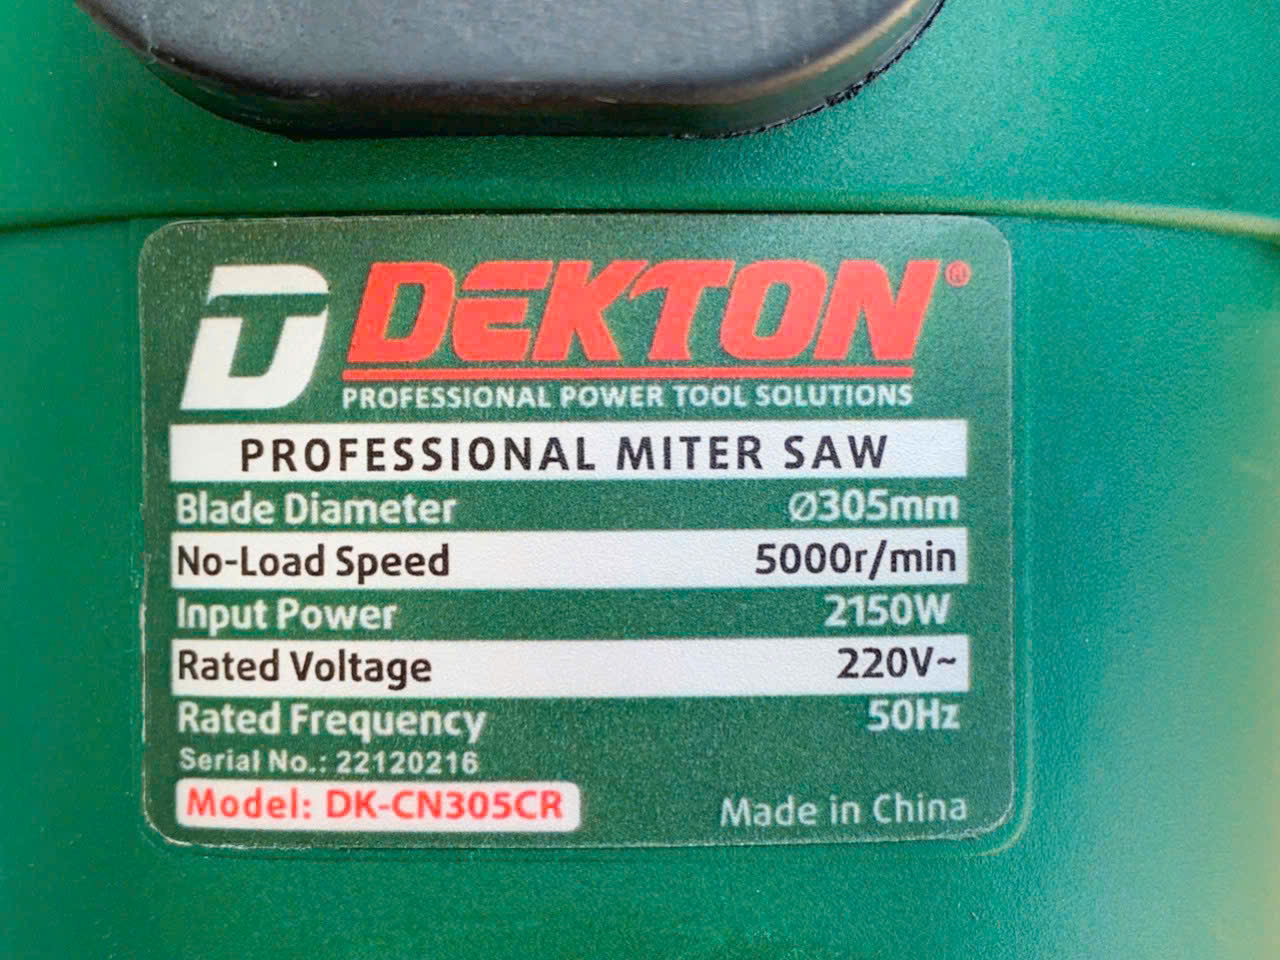 DEKTON®
PROFESSIONAL POWER TOOL SOLUTIONS
PROFESSIONAL MITER SAW
Blade Diameter Ø305mm
No-Load Speed 5000r/min
Input Power 2150W
Rated Voltage 220V~
Rated Frequency 50Hz
Serial No.: 22120216
Model: DK-CN305CR Made in China